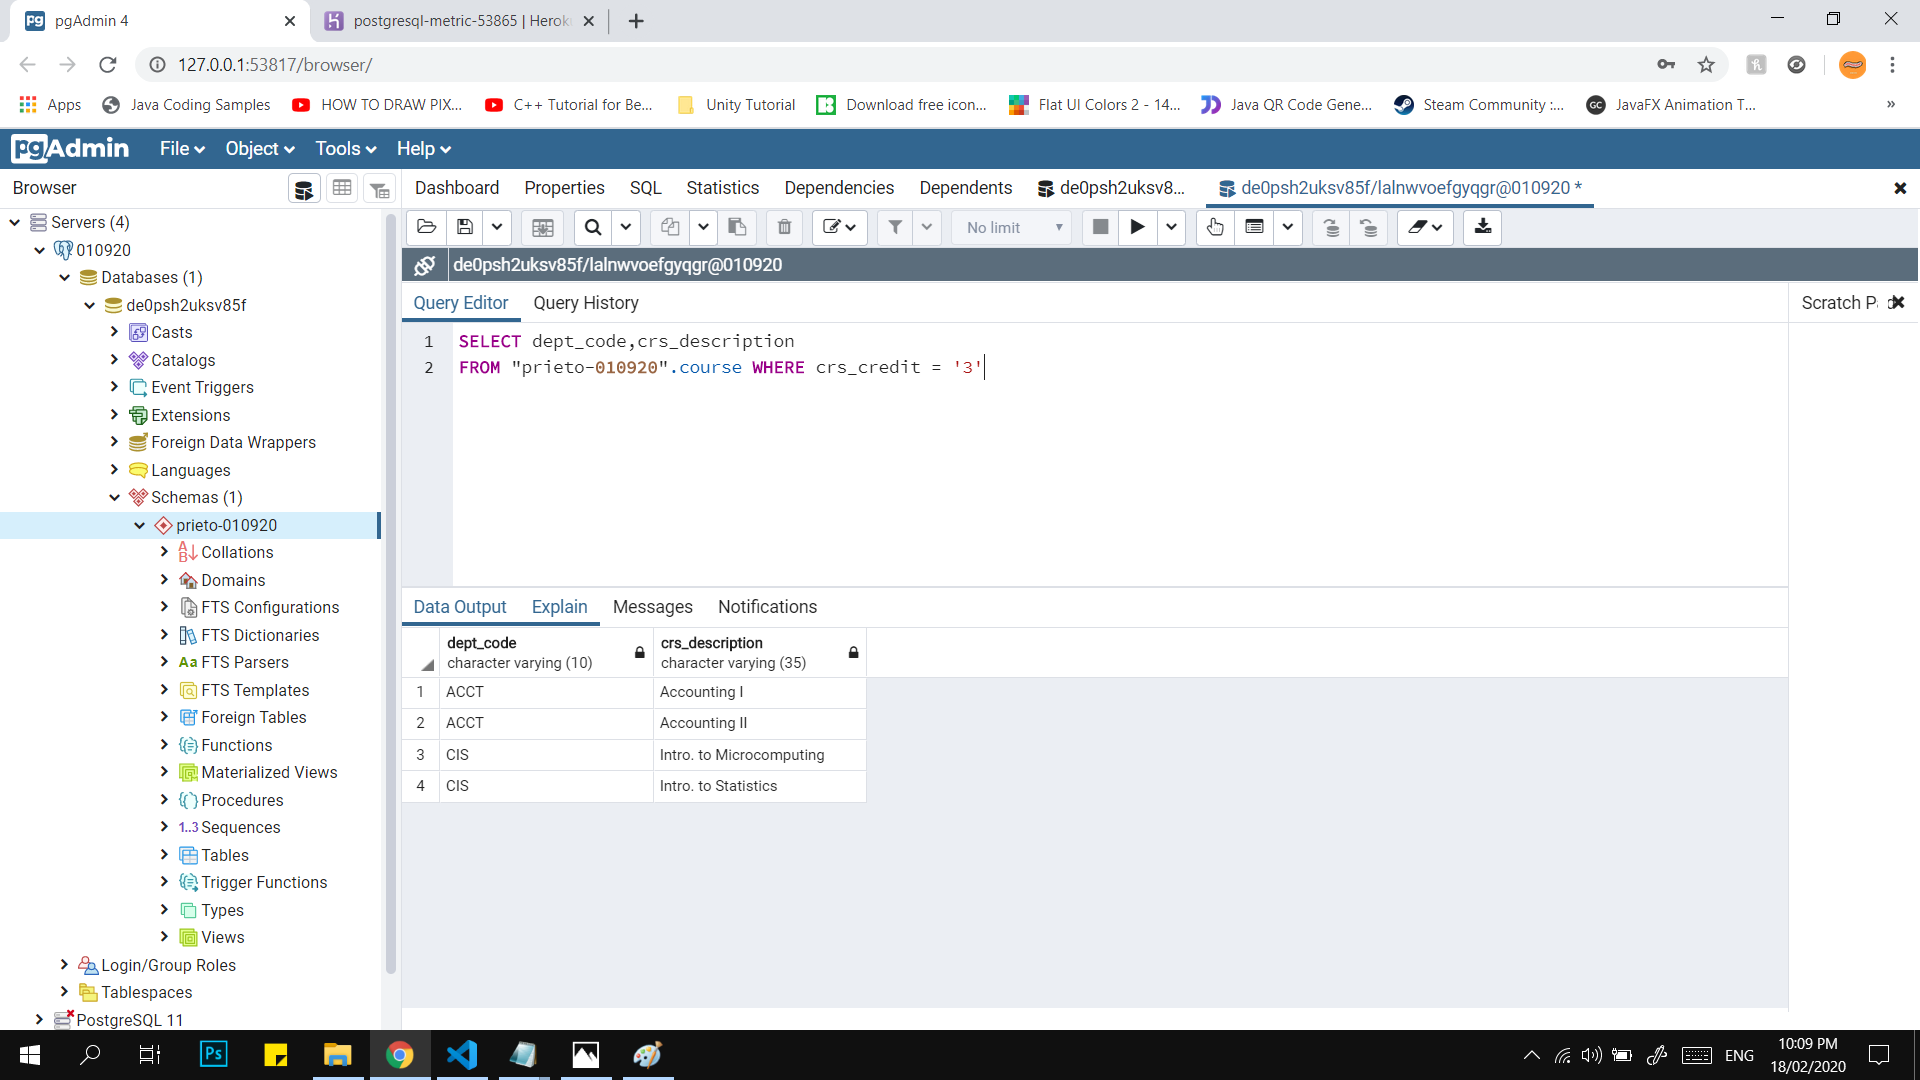 pgAdmin 4
postgresql-metric-53865 | Heroku
127.0.0.1:53817/browser/
Apps
Java Coding Samples
HOW TO DRAW PIX...
C++ Tutorial for Be...
Unity Tutorial
Download free icon...
Flat UI Colors 2 - 14...
Java QR Code Gene...
Steam Community :...
GC
JavaFX Animation T...
»
pgAdmin File Object Tools Help
Browser
Dashboard Properties SQL Statistics Dependencies Dependents de0psh2uksv8... de0psh2uksv85f/lalnwvoefgyqgr@010920 *
No limit
de0psh2uksv85f/lalnwvoefgyqgr@010920
Query Editor Query History
Scratch P
1 SELECT dept_code,crs_description
2 FROM "prieto-010920".course WHERE crs_credit = '3'
Servers (4)
010920
Databases (1)
de0psh2uksv85f
Casts
Catalogs
Event Triggers
Extensions
Foreign Data Wrappers
Languages
Schemas (1)
prieto-010920
Collations
Domains
FTS Configurations
FTS Dictionaries
Aa FTS Parsers
FTS Templates
Foreign Tables
Functions
Materialized Views
Procedures
1..3 Sequences
Tables
Trigger Functions
Types
Views
Login/Group Roles
Tablespaces
PostgreSQL 11
Data Output Explain Messages Notifications
dept_code
character varying (10)
crs_description
character varying (35)
1 ACCT Accounting I
2 ACCT Accounting II
3 CIS Intro. to Microcomputing
4 CIS Intro. to Statistics
Ps
ENG
10:09 PM
18/02/2020